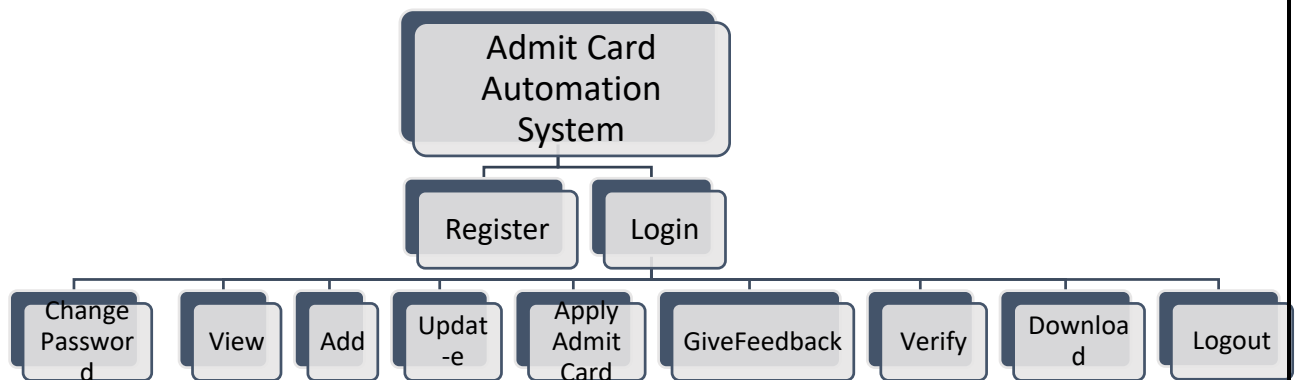 Admit Card
Automation
System
Register
Login
Change
Passwor
d
View
Add
Updat
-e
Apply
Admit
Card
GiveFeedback
Verify
Downloa
d
Logout